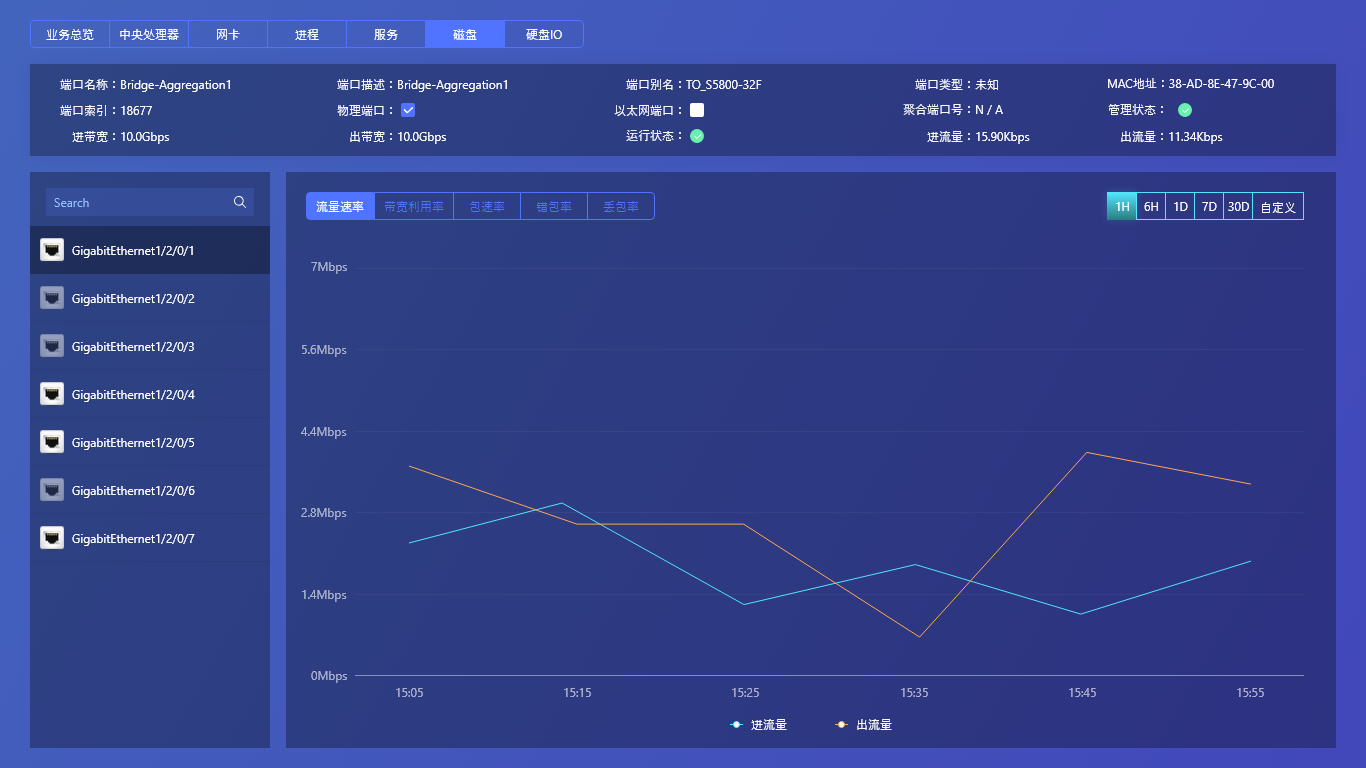 业务总览 中央处理器 网卡 进程 服务 磁盘 硬盘IO
端口名称：Bridge-Aggregation1 端口描述：Bridge-Aggregation1 端口别名：TO_S5800-32F 端口类型：未知 MAC地址：38-AD-8E-47-9C-00
端口索引：18677 物理端口： 以太网端口： 聚合端口号：N / A 管理状态：
进带宽：10.0Gbps 出带宽：10.0Gbps 运行状态： 进流量：15.90Kbps 出流量：11.34Kbps
Search
GigabitEthernet1/2/0/1
GigabitEthernet1/2/0/2
GigabitEthernet1/2/0/3
GigabitEthernet1/2/0/4
GigabitEthernet1/2/0/5
GigabitEthernet1/2/0/6
GigabitEthernet1/2/0/7
流量速率 带宽利用率 包速率 错包率 丢包率 1H 6H 1D 7D 30D 自定义
7Mbps
5.6Mbps
4.4Mbps
2.8Mbps
1.4Mbps
0Mbps
15:05 15:15 15:25 15:35 15:45 15:55
进流量 出流量